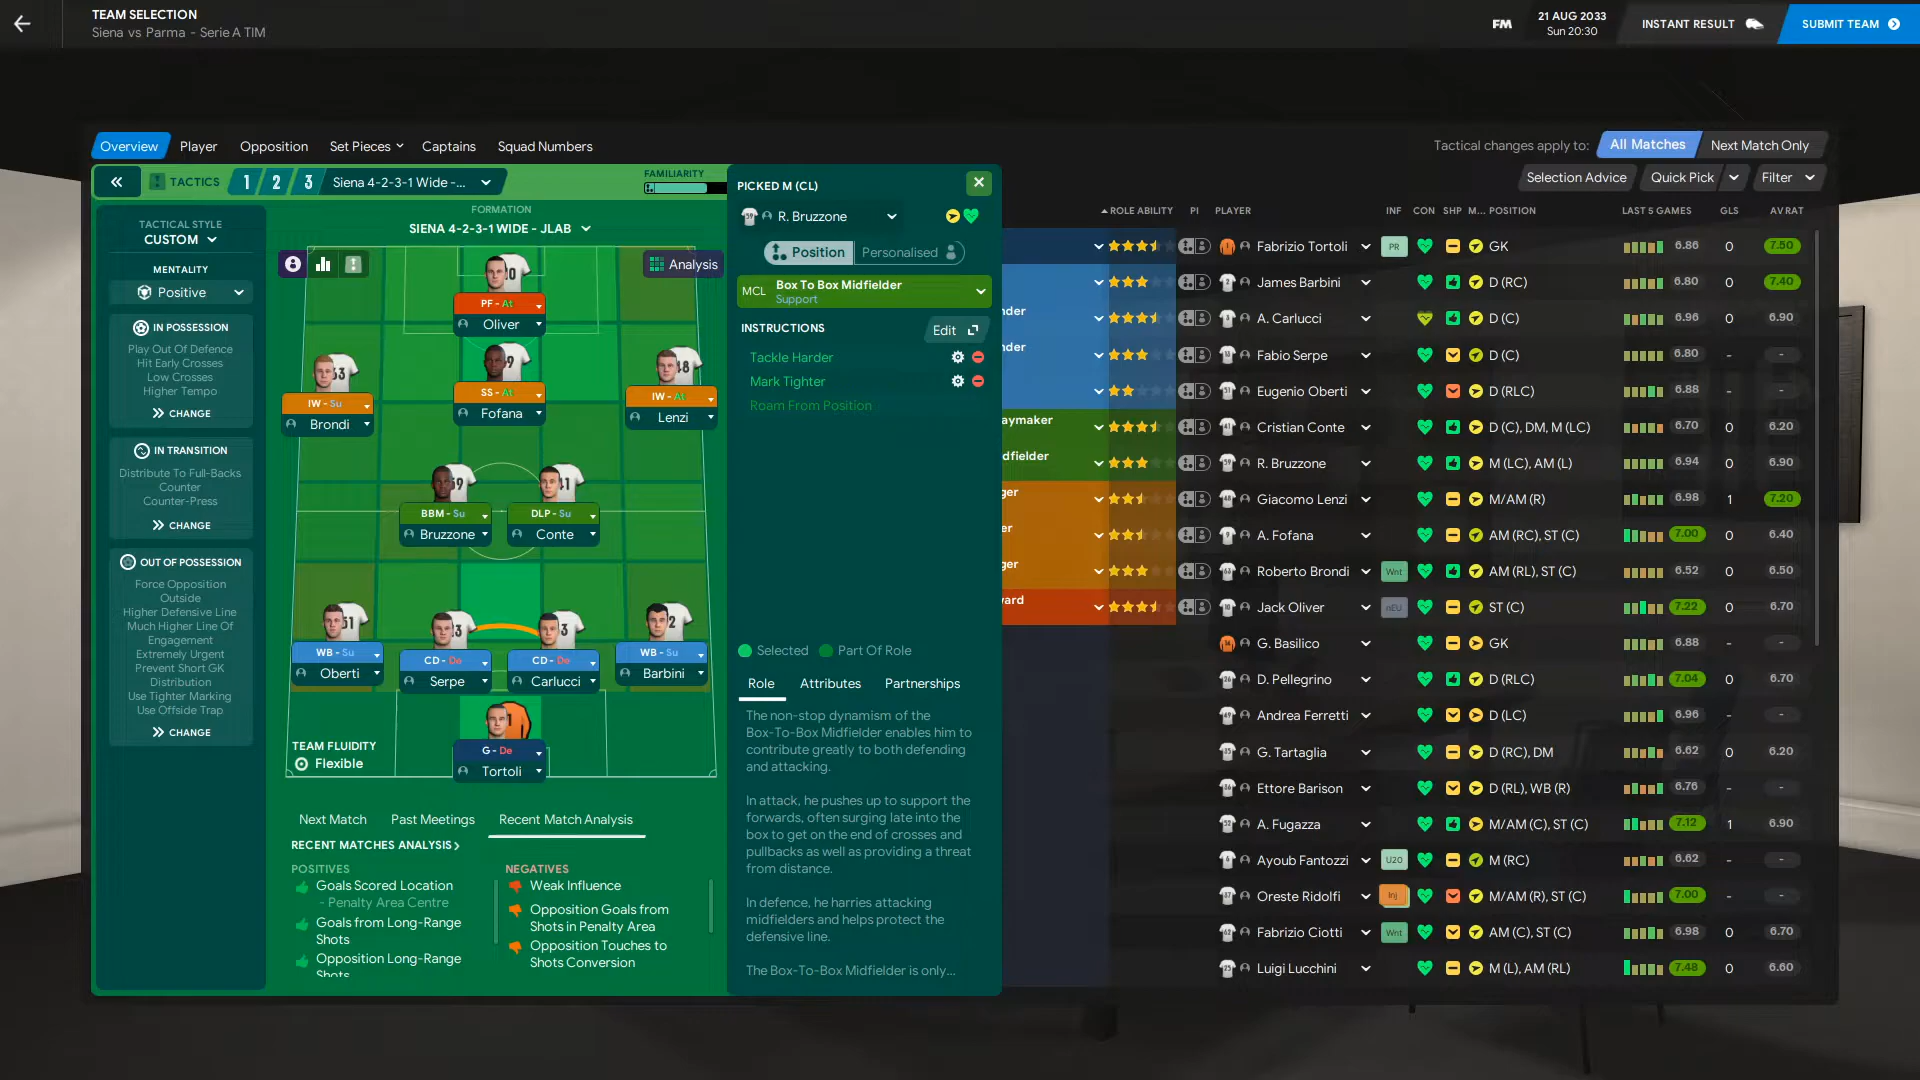 TEAM SELECTION
Siena vs Parma - Serie A TIM
FM
21 AUG 2033
Sun 20:30
INSTANT RESULT
SUBMIT TEAM
Overview
Player
Opposition
Set Pieces
Captains
Squad Numbers
Tactical changes apply to:
All Matches
Next Match Only
Selection Advice
Quick Pick
Filter
TACTICS
1
2
3
Siena 4-2-3-1 Wide -...
FAMILIARITY
TACTICAL STYLE
CUSTOM
MENTALITY
Positive
IN POSSESSION
Play Out Of Defence
Hit Early Crosses
Low Crosses
Higher Tempo
CHANGE
IN TRANSITION
Distribute To Full-Backs
Counter
Counter-Press
CHANGE
OUT OF POSSESSION
Force Opposition
Outside
Higher Defensive Line
Much Higher Line Of
Engagement
Extremely Urgent
Prevent Short GK
Distribution
Use Tighter Marking
Use Offside Trap
CHANGE
FORMATION
SIENA 4-2-3-1 WIDE - JLAB
Analysis
PF - At
Oliver
IW - Su
Brondi
SS - At
Fofana
IW - At
Lenzi
BBM - Su
Bruzzone
DLP - Su
Conte
WB - Su
Oberti
CD - De
Serpe
CD - De
Carlucci
WB - Su
Barbini
G - De
Tortoli
TEAM FLUIDITY
Flexible
Next Match
Past Meetings
Recent Match Analysis
RECENT MATCHES ANALYSIS
POSITIVES
Goals Scored Location
- Penalty Area Centre
Goals from Long-Range
Shots
Opposition Long-Range
Shots
NEGATIVES
Weak Influence
Opposition Goals from
Shots in Penalty Area
Opposition Touches to
Shots Conversion
PICKED M (CL)
R. Bruzzone
Position
Personalised
MCL
Box To Box Midfielder
Support
INSTRUCTIONS
Edit
Tackle Harder
Mark Tighter
Roam From Position
Selected
Part Of Role
Role
Attributes
Partnerships
The non-stop dynamism of the
Box-To-Box Midfielder enables him to
contribute greatly to both defending
and attacking.
In attack, he pushes up to support the
forwards, often surging late into the
box to get on the end of crosses and
pullbacks as well as providing a threat
from distance.
In defence, he harries attacking
midfielders and helps protect the
defensive line.
The Box-To-Box Midfielder is only...
ROLE ABILITY PI PLAYER INF CON SHP M... POSITION LAST 5 GAMES GLS AV RAT
Fabrizio Tortoli PR GK 6.86 0 7.50
James Barbini D (RC) 6.80 0 7.40
nder A. Carlucci D (C) 6.96 0 6.90
nder Fabio Serpe D (C) 6.80 - -
Eugenio Oberti D (RLC) 6.88 - -
aymaker Cristian Conte D (C), DM, M (LC) 6.70 0 6.20
dfielder R. Bruzzone M (LC), AM (L) 6.94 0 6.90
ger Giacomo Lenzi M/AM (R) 6.98 1 7.20
er A. Fofana AM (RC), ST (C) 7.00 0 6.40
ger Roberto Brondi Wnt AM (RL), ST (C) 6.52 0 6.50
vard Jack Oliver nEU ST (C) 7.22 0 6.70
G. Basilico GK 6.88 - -
D. Pellegrino D (RLC) 7.04 0 6.70
Andrea Ferretti D (LC) 6.96 - -
G. Tartaglia D (RC), DM 6.62 0 6.20
Ettore Barison D (RL), WB (R) 6.76 - -
A. Fugazza M/AM (C), ST (C) 7.12 1 6.90
Ayoub Fantozzi U20 M (RC) 6.62 - -
Oreste Ridolfi Inj M/AM (R), ST (C) 7.00 - -
Fabrizio Ciotti Wnt AM (C), ST (C) 6.98 0 6.70
Luigi Lucchini M (L), AM (RL) 7.48 0 6.60